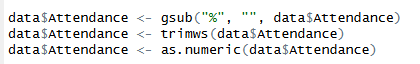 data$Attendance <- gsub("%", "", data$Attendance)
data$Attendance <- trimws(data$Attendance)
data$Attendance <- as.numeric(data$Attendance)